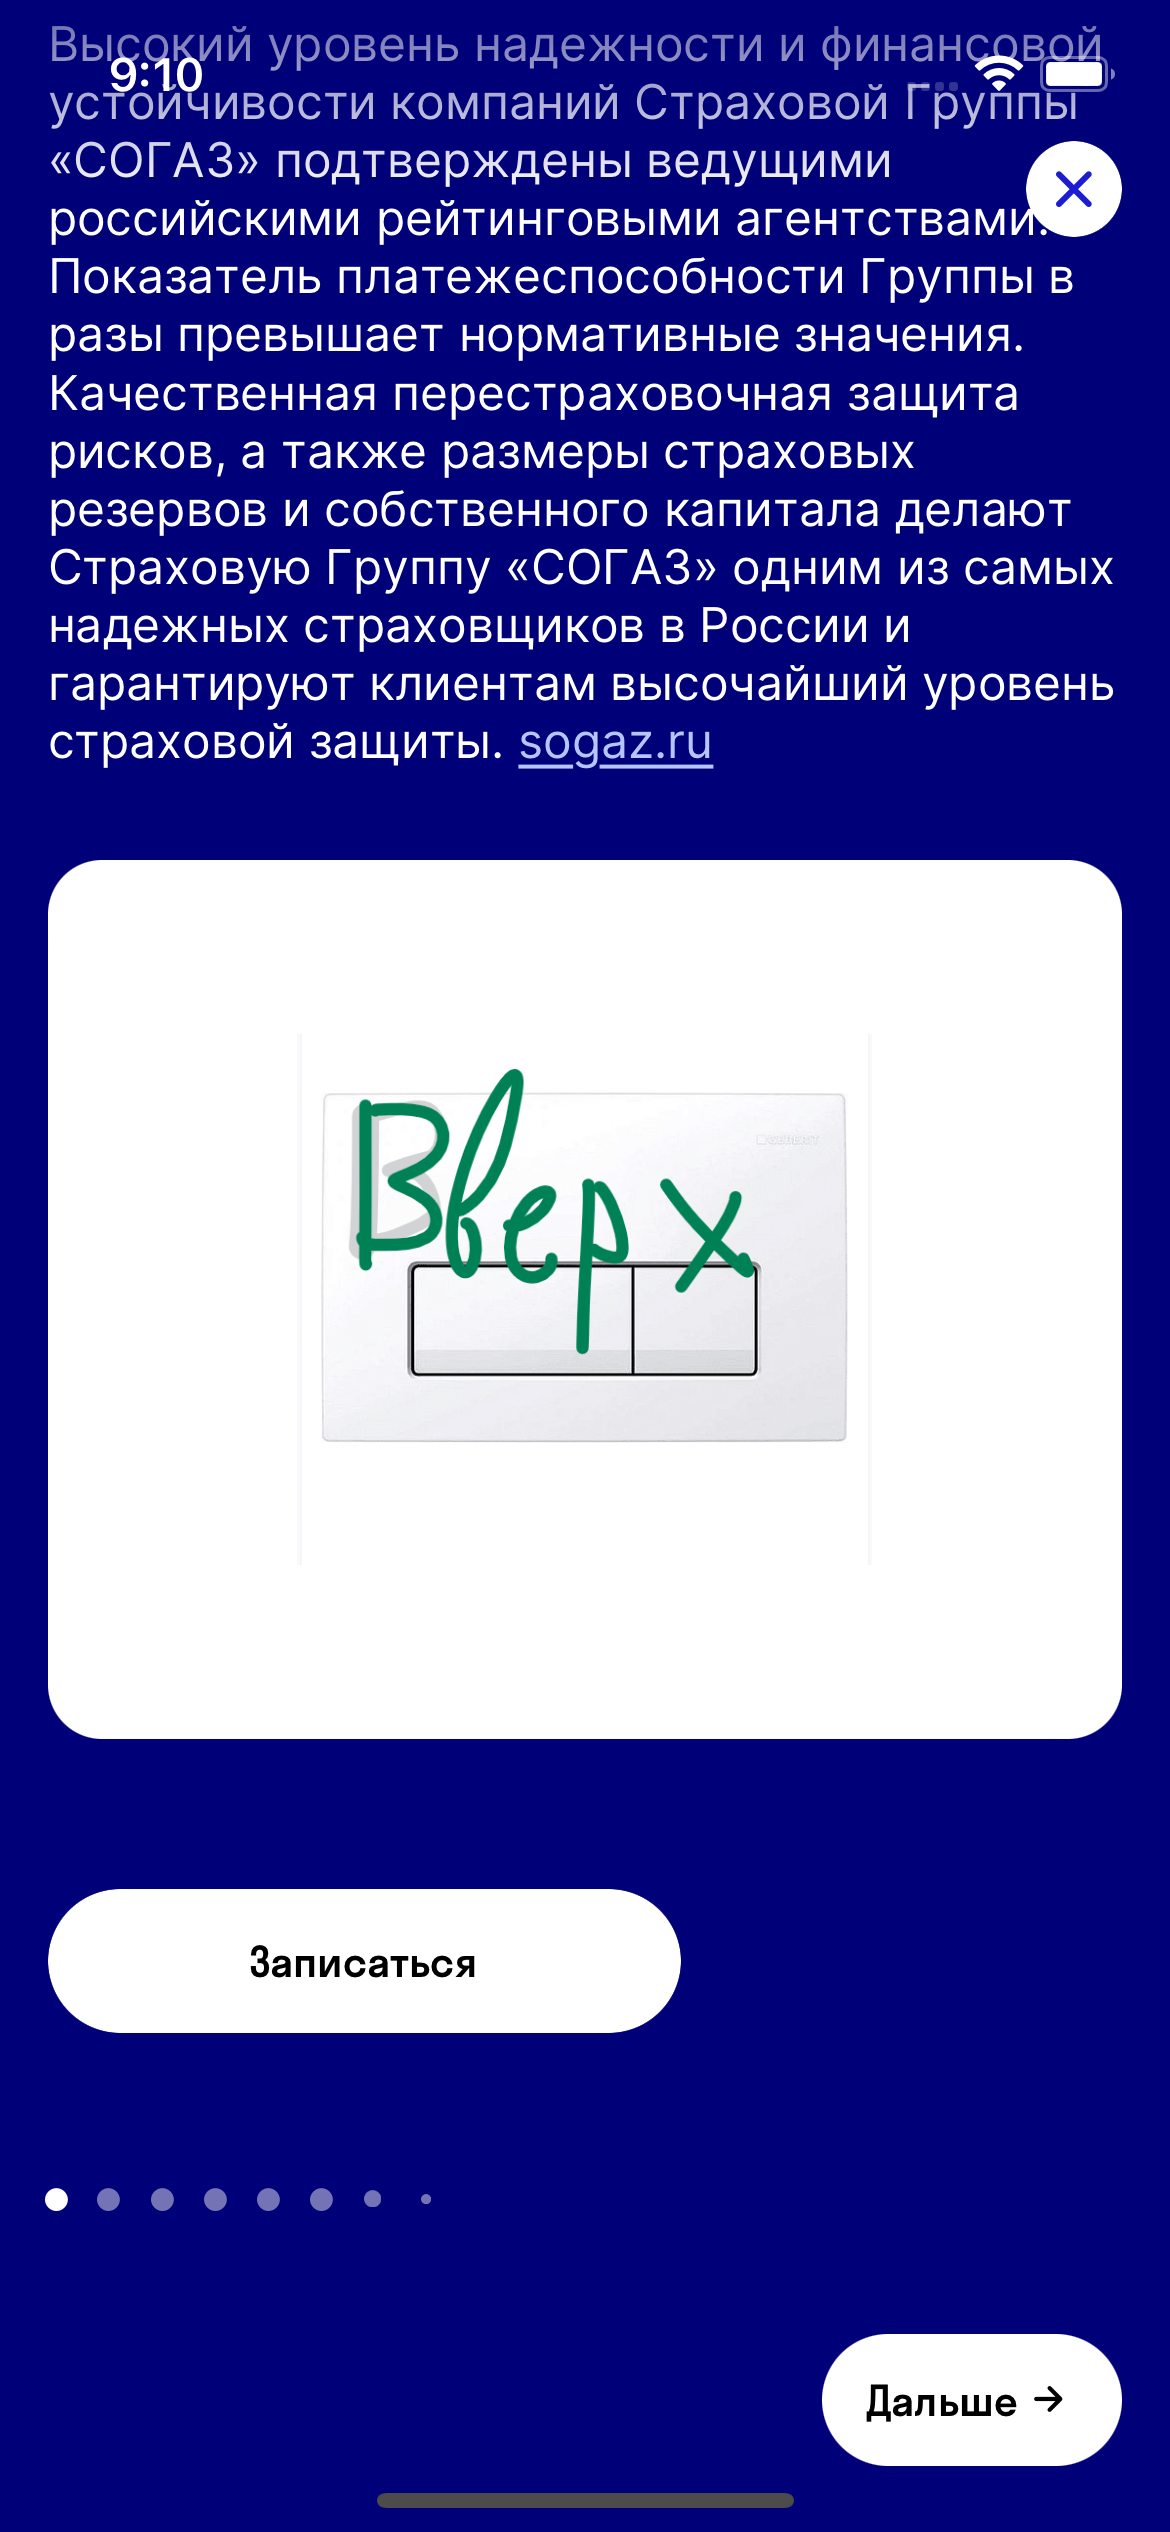 Высокий уровень надежности и финансовой
9:10
устойчивости компаний Страховой Группы
«СОГАЗ» подтверждены ведущими
российскими рейтинговыми агентствами.
Показатель платежеспособности Группы в
разы превышает нормативные значения.
Качественная перестраховочная защита
рисков, а также размеры страховых
резервов и собственного капитала делают
Страховую Группу «СОГАЗ» одним из самых
надежных страховщиков в России и
гарантируют клиентам высочайший уровень
страховой защиты. sogaz.ru
GEBERIT
Вверх
Записаться
Дальше →